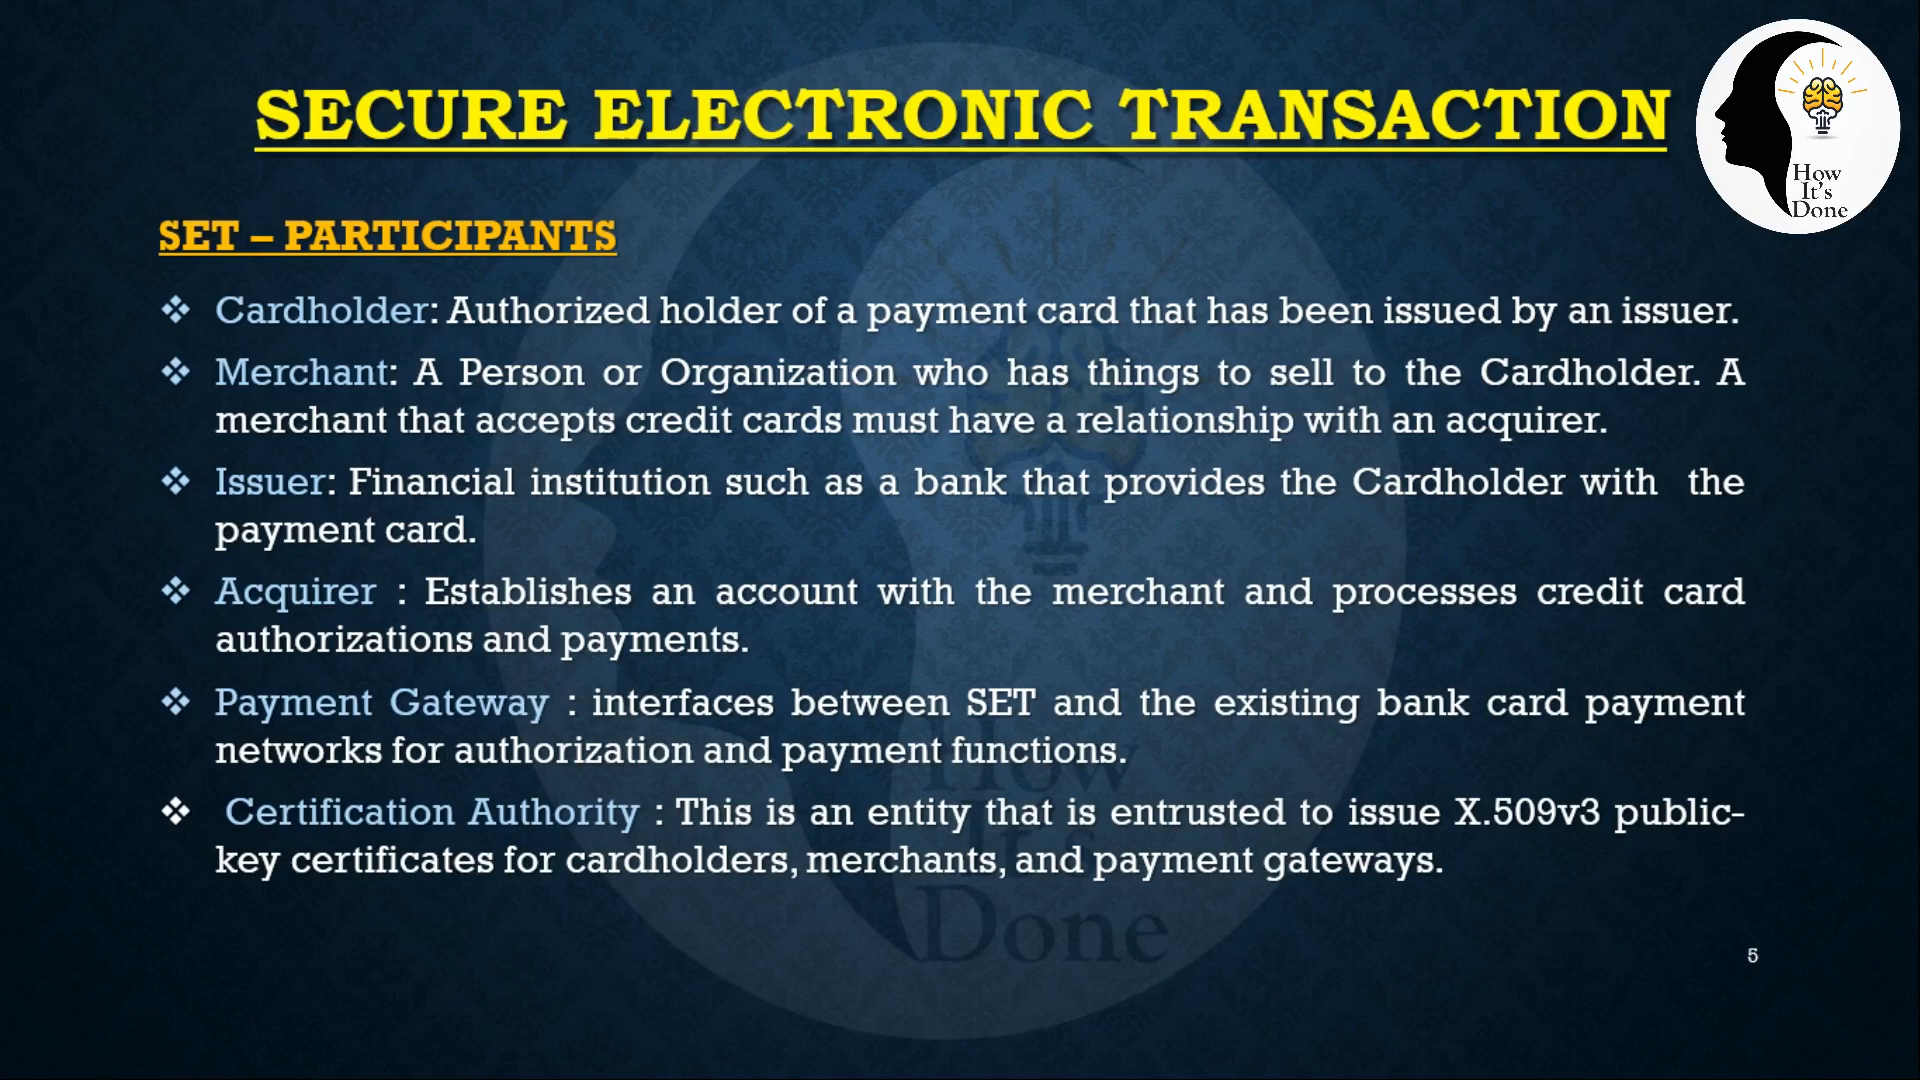 SECURE ELECTRONIC TRANSACTION
How
It's
Done
SET – PARTICIPANTS
❖ Cardholder: Authorized holder of a payment card that has been issued by an issuer.
❖ Merchant: A Person or Organization who has things to sell to the Cardholder. A
merchant that accepts credit cards must have a relationship with an acquirer.
❖ Issuer: Financial institution such as a bank that provides the Cardholder with the
payment card.
❖ Acquirer : Establishes an account with the merchant and processes credit card
authorizations and payments.
❖ Payment Gateway : interfaces between SET and the existing bank card payment
networks for authorization and payment functions.
❖ Certification Authority : This is an entity that is entrusted to issue X.509v3 public-
key certificates for cardholders, merchants, and payment gateways.
How
It's
Done
5